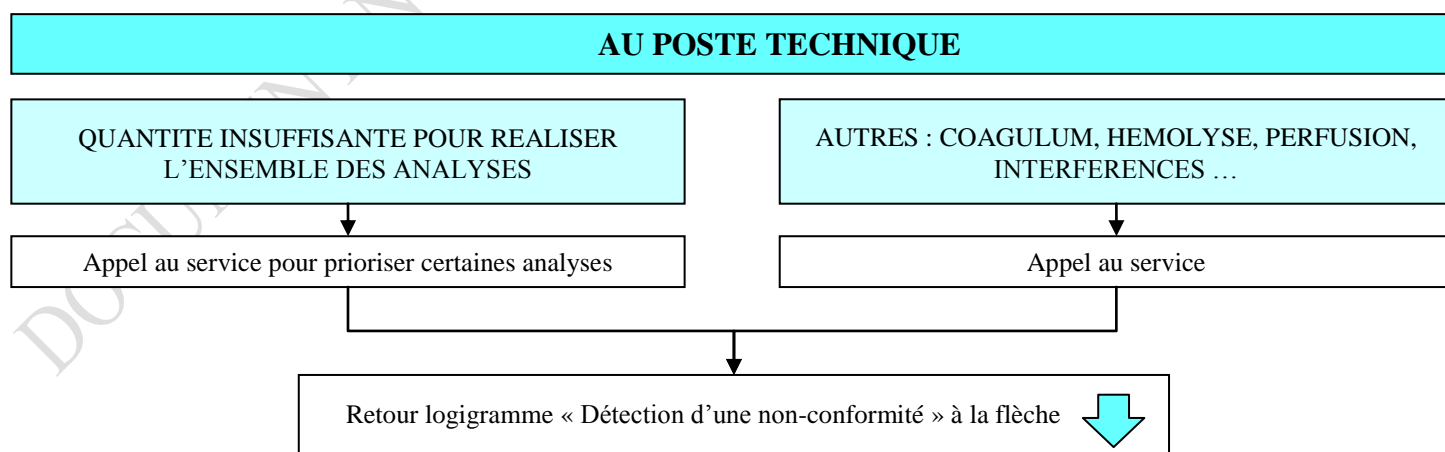 AU POSTE TECHNIQUE
QUANTITE INSUFFISANTE POUR REALISER
L’ENSEMBLE DES ANALYSES
AUTRES : COAGULUM, HEMOLYSE, PERFUSION,
INTERFERENCES …
Appel au service pour prioriser certaines analyses
Appel au service
Retour logigramme « Détection d’une non-conformité » à la flèche